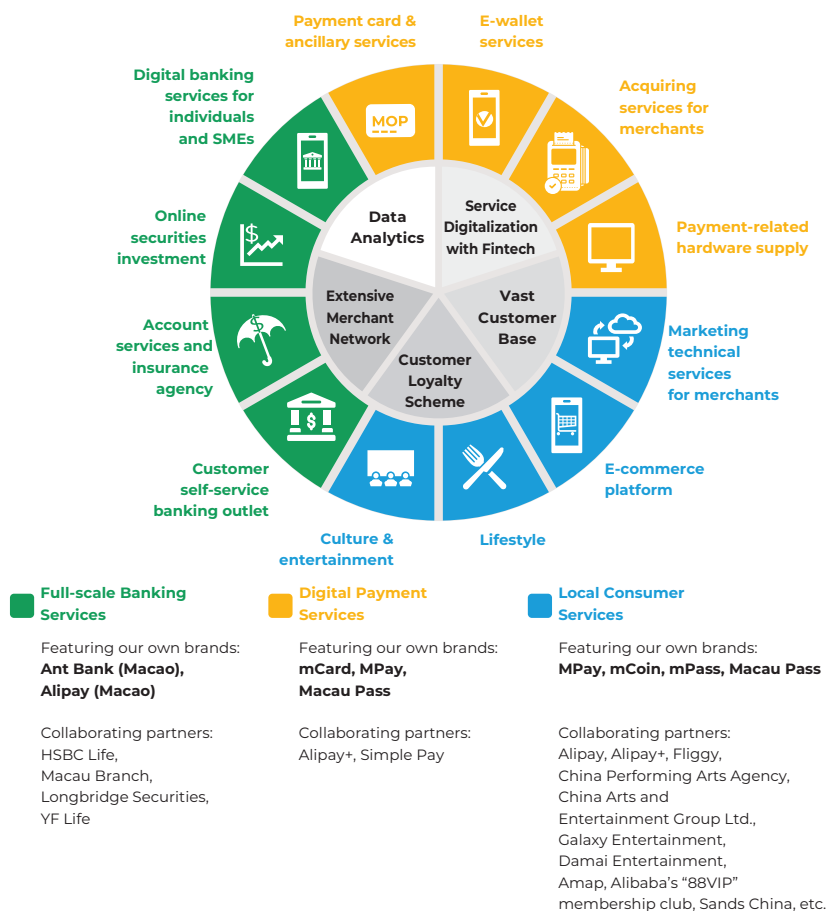 Payment card &
ancillary services
E-wallet
services
Digital banking
services for
individuals
and SMEs
Acquiring
services for
merchants
MOP
Online
securities
investment
$
Data
Analytics
Service
Digitalization
with Fintech
Payment-related
hardware supply
Account
services and
insurance
agency
$
Extensive
Merchant
Network
Vast
Customer
Base
Customer
Loyalty
Scheme
Marketing
technical
services
for merchants
Customer
self-service
banking outlet
$
E-commerce
platform
Culture &
entertainment
Lifestyle
Full-scale Banking
Services
Featuring our own brands:
Ant Bank (Macao),
Alipay (Macao)
Collaborating partners:
HSBC Life,
Macau Branch,
Longbridge Securities,
YF Life
Digital Payment
Services
Featuring our own brands:
mCard, MPay,
Macau Pass
Collaborating partners:
Alipay+, Simple Pay
Local Consumer
Services
Featuring our own brands:
MPay, mCoin, mPass, Macau Pass
Collaborating partners:
Alipay, Alipay+, Fliggy,
China Performing Arts Agency,
China Arts and
Entertainment Group Ltd.,
Galaxy Entertainment,
Damai Entertainment,
Amap, Alibaba’s “88VIP”
membership club, Sands China, etc.